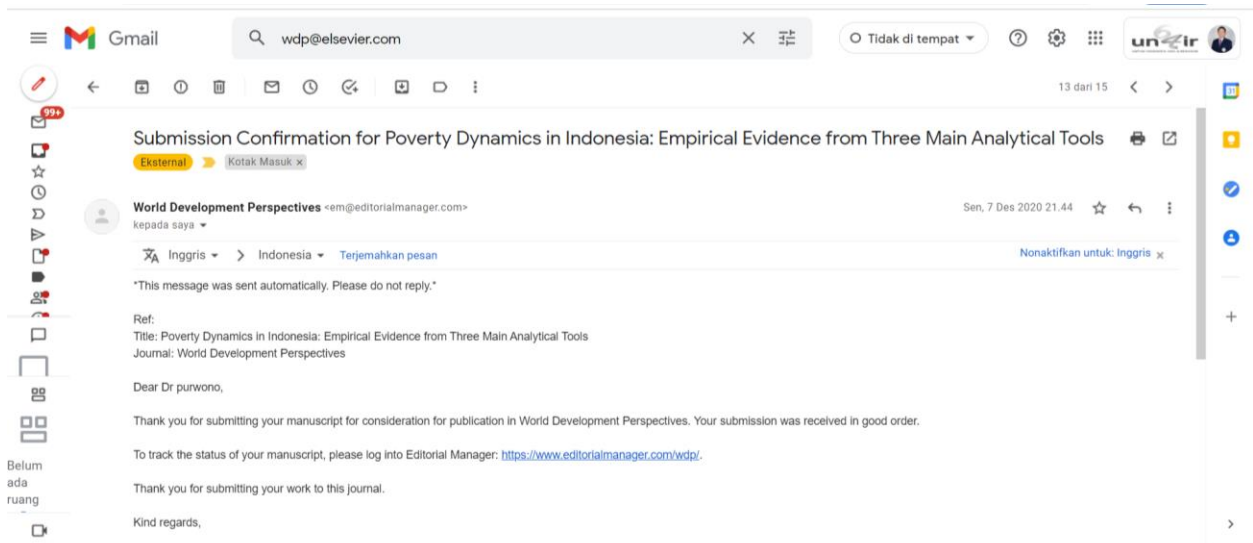 Gmail
wdp@elsevier.com
Tidak di tempat
13 dari 15
99+
Submission Confirmation for Poverty Dynamics in Indonesia: Empirical Evidence from Three Main Analytical Tools
Eksternal Kotak Masuk x
World Development Perspectives <em@editorialmanager.com>
Sen, 7 Des 2020 21.44
kepada saya
Inggris > Indonesia Terjemahkan pesan
Nonaktifkan untuk: Inggris x
*This message was sent automatically. Please do not reply.*
Ref:
Title: Poverty Dynamics in Indonesia: Empirical Evidence from Three Main Analytical Tools
Journal: World Development Perspectives
Dear Dr purwono,
Thank you for submitting your manuscript for consideration for publication in World Development Perspectives. Your submission was received in good order.
To track the status of your manuscript, please log into Editorial Manager: https://www.editorialmanager.com/wdp/.
Thank you for submitting your work to this journal.
Kind regards,
Belum
ada
ruang
31